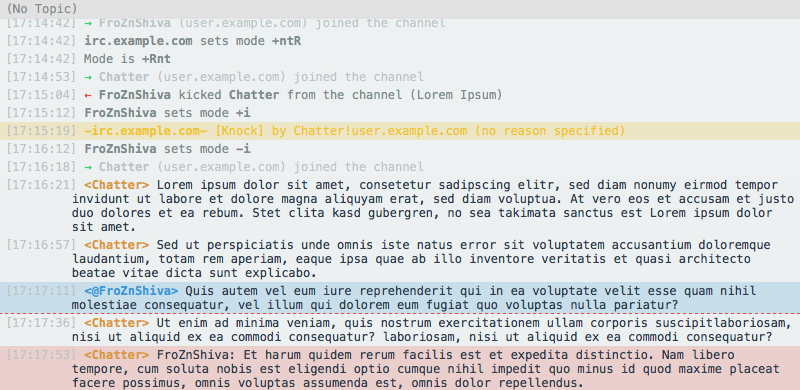 (No Topic)
[17:14:42] → FroZnShiva (user.example.com) joined the channel
[17:14:42] irc.example.com sets mode +ntR
[17:14:42] Mode is +Rnt
[17:14:53] → Chatter (user.example.com) joined the channel
[17:15:04] ← FroZnShiva kicked Chatter from the channel (Lorem Ipsum)
[17:15:12] FroZnShiva sets mode +i
[17:15:19] -irc.example.com- [Knock] by Chatter!user.example.com (no reason specified)
[17:16:12] FroZnShiva sets mode -i
[17:16:18] → Chatter (user.example.com) joined the channel
[17:16:21] <Chatter> Lorem ipsum dolor sit amet, consetetur sadipscing elitr, sed diam nonumy eirmod tempor
invidunt ut labore et dolore magna aliquyam erat, sed diam voluptua. At vero eos et accusam et justo
duo dolores et ea rebum. Stet clita kasd gubergren, no sea takimata sanctus est Lorem ipsum dolor
sit amet.
[17:16:57] <Chatter> Sed ut perspiciatis unde omnis iste natus error sit voluptatem accusantium doloremque
laudantium, totam rem aperiam, eaque ipsa quae ab illo inventore veritatis et quasi architecto
beatae vitae dicta sunt explicabo.
[17:17:11] <@FroZnShiva> Quis autem vel eum iure reprehenderit qui in ea voluptate velit esse quam nihil
molestiae consequatur, vel illum qui dolorem eum fugiat quo voluptas nulla pariatur?
[17:17:36] <Chatter> Ut enim ad minima veniam, quis nostrum exercitationem ullam corporis suscipitlaboriosam,
nisi ut aliquid ex ea commodi consequatur? laboriosam, nisi ut aliquid ex ea commodi consequatur?
[17:17:53] <Chatter> FroZnShiva: Et harum quidem rerum facilis est et expedita distinctio. Nam libero
tempore, cum soluta nobis est eligendi optio cumque nihil impedit quo minus id quod maxime placeat
facere possimus, omnis voluptas assumenda est, omnis dolor repellendus.